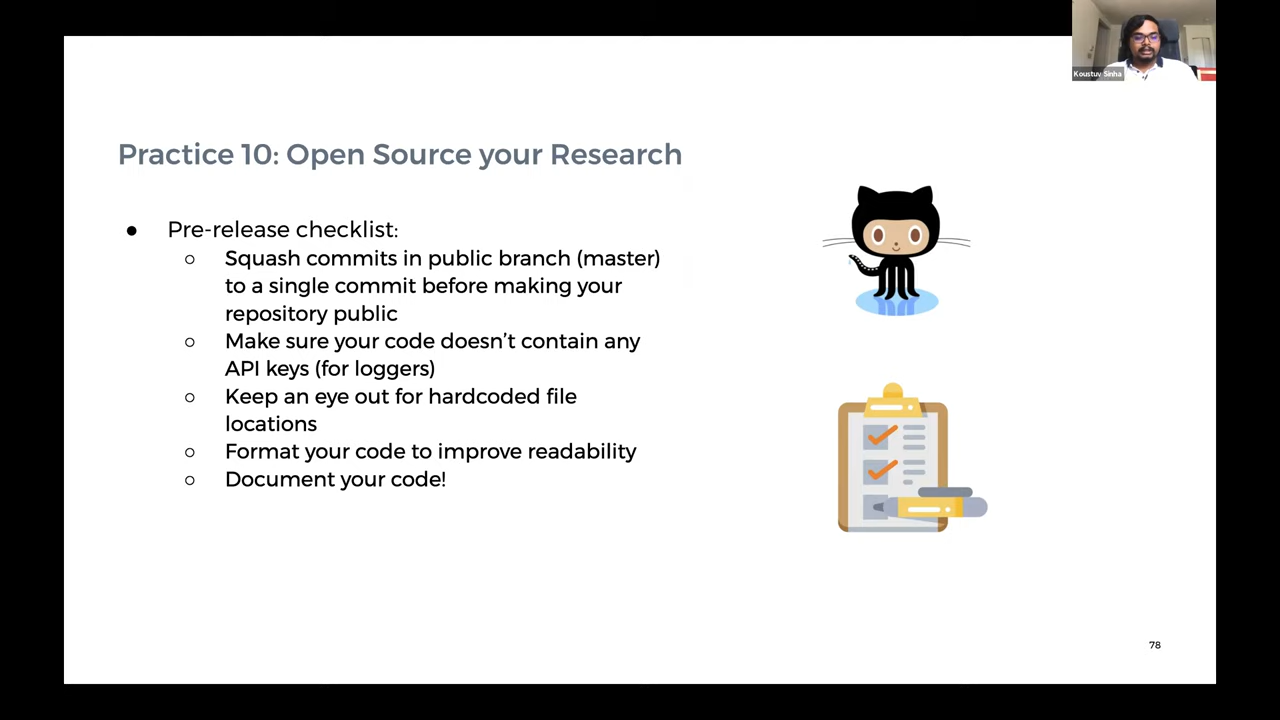 Koustuv Sinha
Practice 10: Open Source your Research
● Pre-release checklist:
○ Squash commits in public branch (master)
to a single commit before making your
repository public
○ Make sure your code doesn’t contain any
API keys (for loggers)
○ Keep an eye out for hardcoded file
locations
○ Format your code to improve readability
○ Document your code!
78